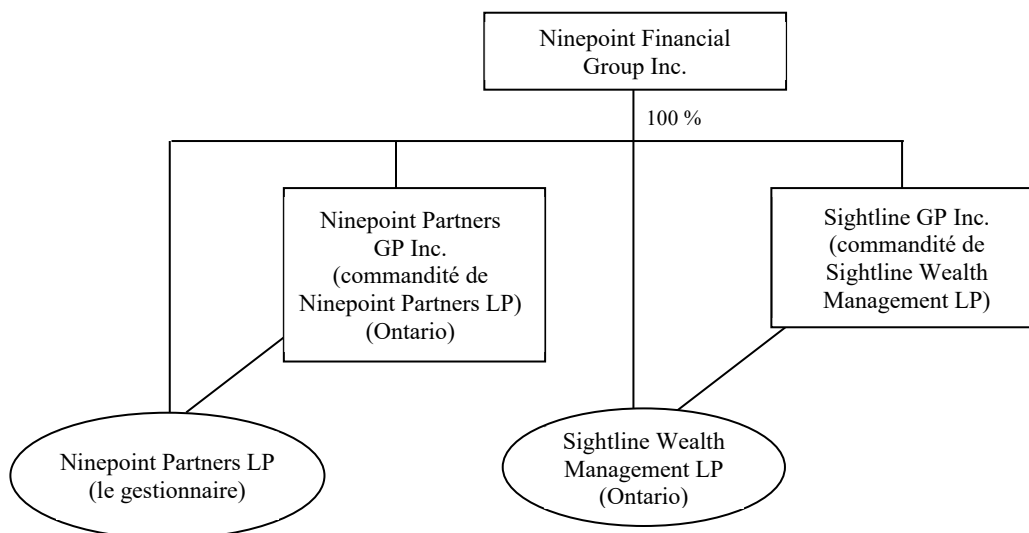 Ninepoint Financial
Group Inc.
100 %
Ninepoint Partners
GP Inc.
(commandité de
Ninepoint Partners LP)
(Ontario)
Sightline GP Inc.
(commandité de
Sightline Wealth
Management LP)
Ninepoint Partners LP
(le gestionnaire)
Sightline Wealth
Management LP
(Ontario)